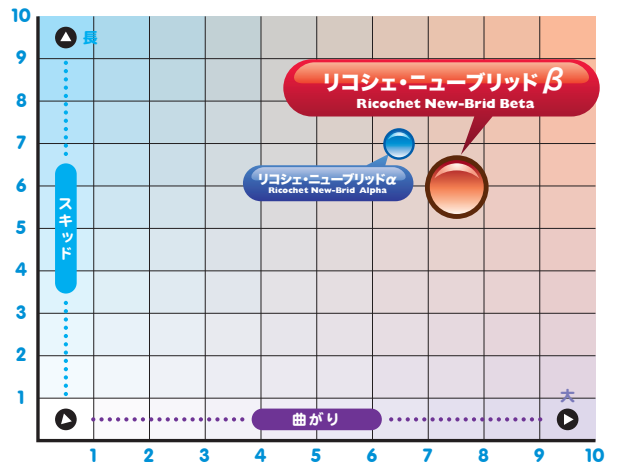 10
長
9
8
リコシェ・ニューブリッドβ
Ricochet New-Brid Beta
7
リコシェ・ニューブリッドα
Ricochet New-Brid Alpha
6
スキッド
5
4
3
2
1
大
曲がり
1 2 3 4 5 6 7 8 9 10